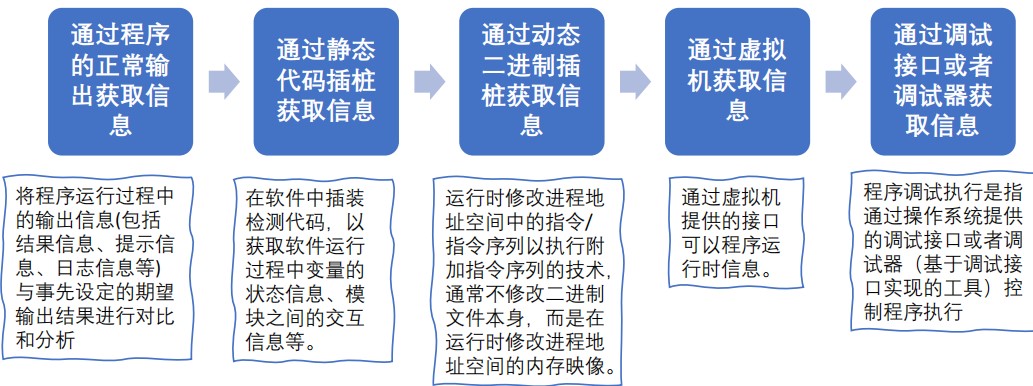 通过程序
的正常输
出获取信
息
通过静态
代码插桩
获取信息
通过动态
二进制插
桩获取信
息
通过虚拟
机获取信
息
通过调试
接口或者
调试器获
取信息
将程序运行过程中
的输出信息(包括
结果信息、提示信
息、日志信息等)
与事先设定的期望
输出结果进行对比
和分析
在软件中插装
检测代码，以
获取软件运行
过程中变量的
状态信息、模
块之间的交互
信息等。
运行时修改进程地
址空间中的指令/
指令序列以执行附
加指令序列的技术，
通常不修改二进制
文件本身，而是在
运行时修改进程地
址空间的内存映像。
通过虚拟机
提供的接口
可以程序运
行时信息。
程序调试执行是指
通过操作系统提供
的调试接口或者调
试器（基于调试接
口实现的工具）控
制程序执行